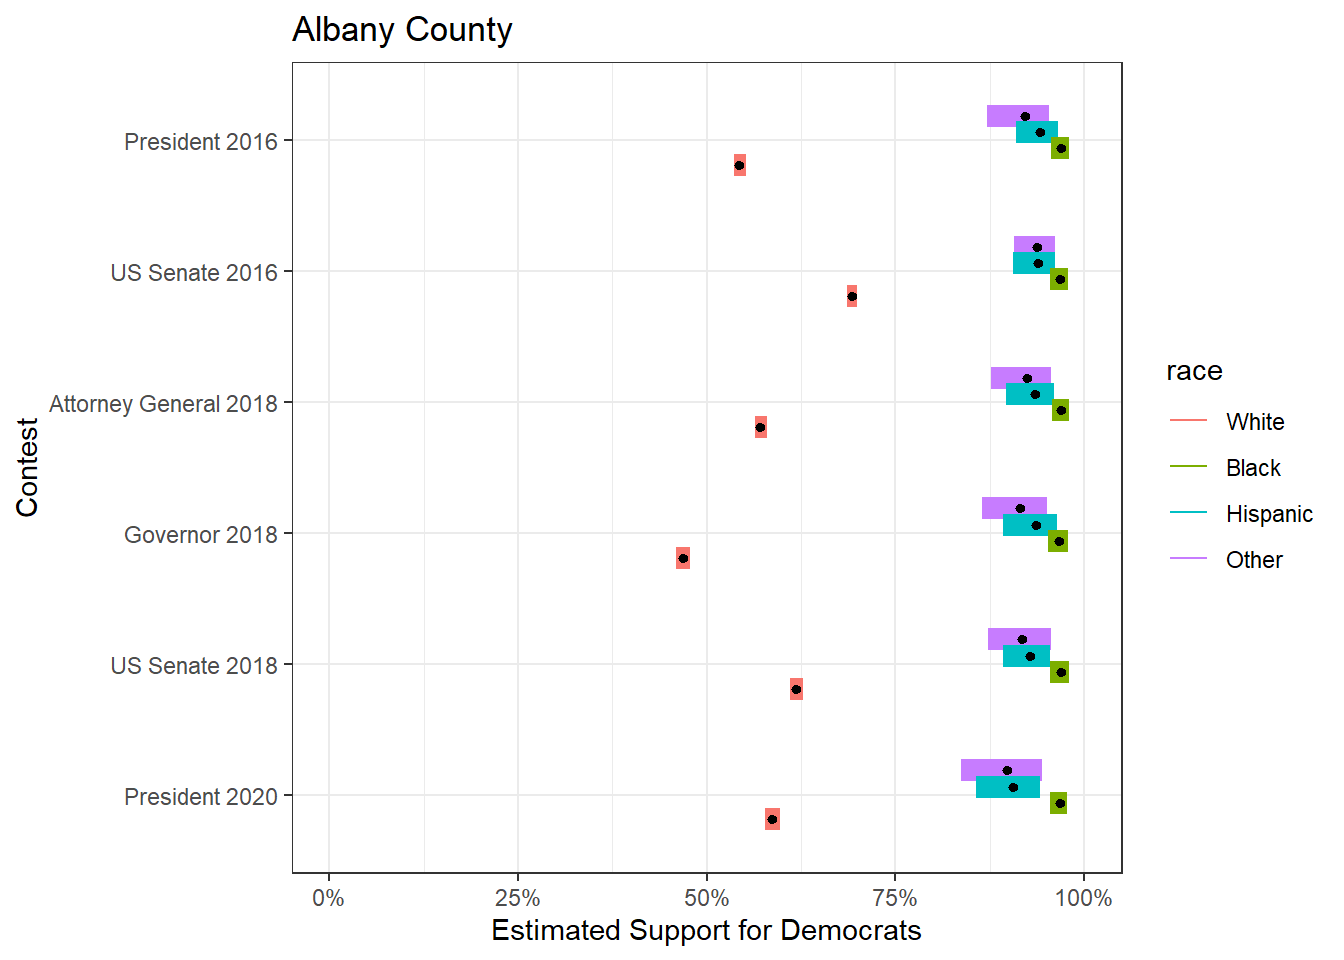 Albany County
President 2016
US Senate 2016
Attorney General 2018
Governor 2018
US Senate 2018
President 2020
Contest
0% 25% 50% 75% 100%
Estimated Support for Democrats
race
White
Black
Hispanic
Other